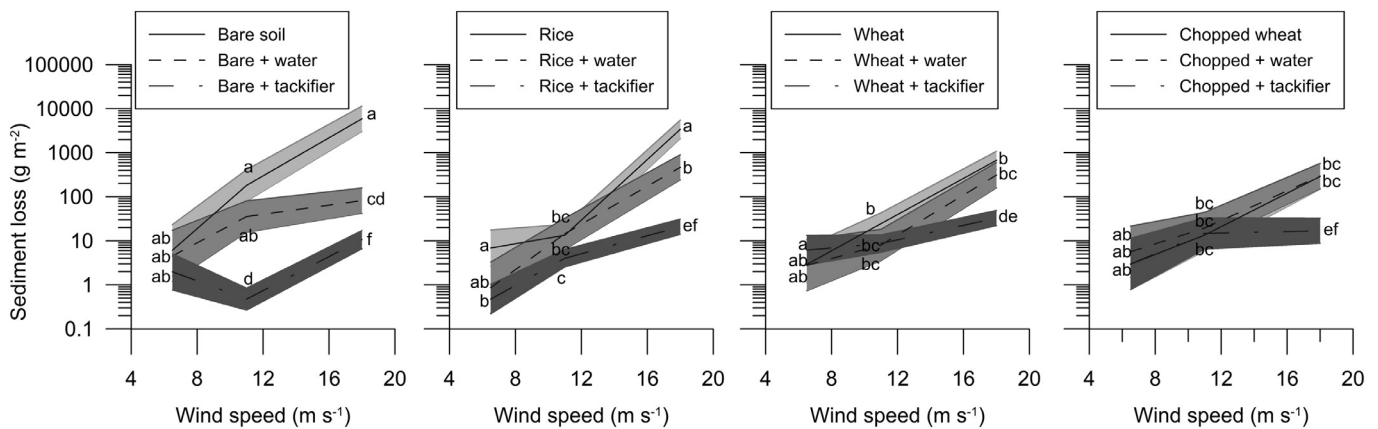 Bare soil
Bare + water
Bare + tackifier
Rice
Rice + water
Rice + tackifier
Wheat
Wheat + water
Wheat + tackifier
Chopped wheat
Chopped + water
Chopped + tackifier
Sediment loss (g m⁻²)
100000
10000
1000
100
10
1
0.1
a
a
ab
ab
ab
ab
cd
d
f
a
bc
b
a
bc
ab
b
c
ef
b
b
bc
a
bc
ab
ab
bc
de
bc
bc
bc
ab
ab
ab
bc
ef
4 8 12 16 20
4 8 12 16 20
4 8 12 16 20
4 8 12 16 20
Wind speed (m s⁻¹)
Wind speed (m s⁻¹)
Wind speed (m s⁻¹)
Wind speed (m s⁻¹)